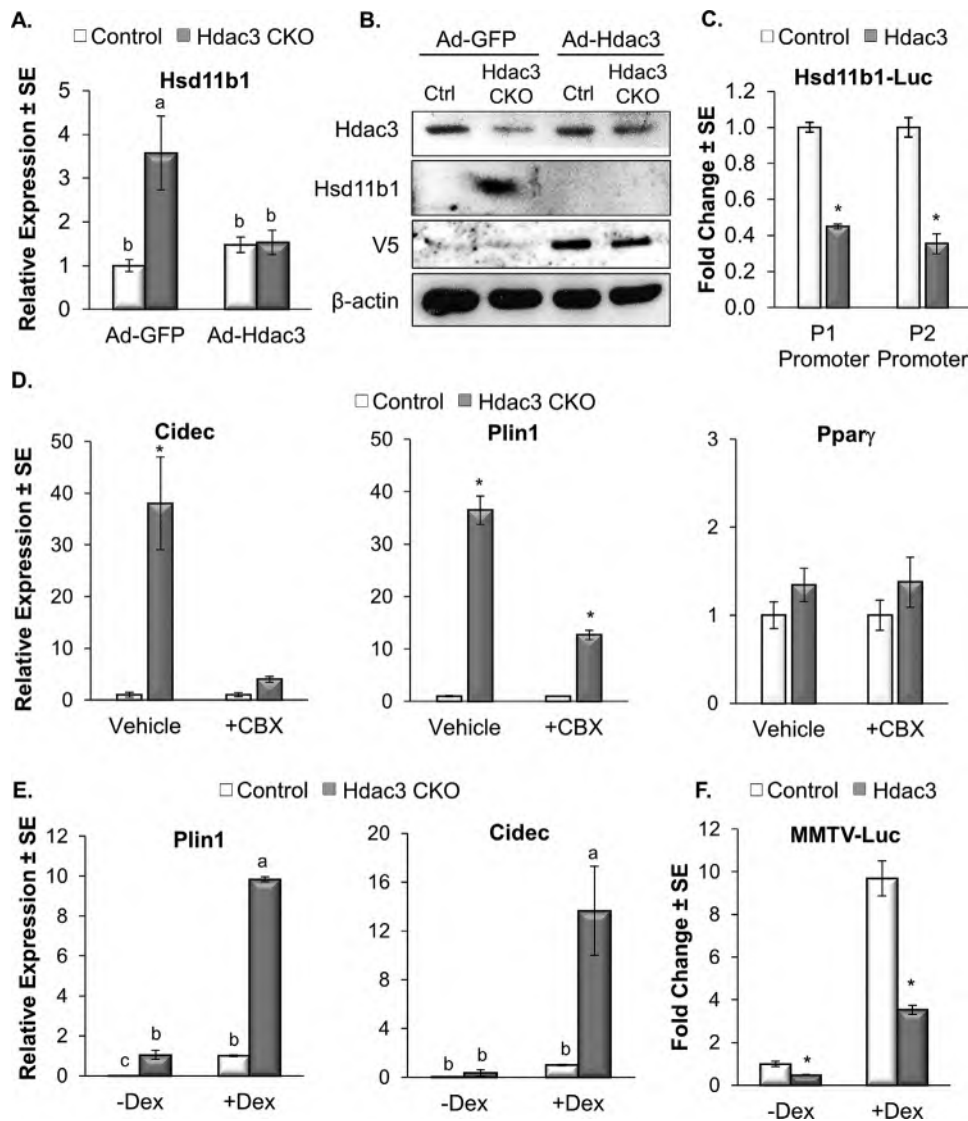 A.
Control Hdac3 CKO
Hsd11b1
Relative Expression ± SE
5
4
3
2
1
0
b
a
b
b
Ad-GFP Ad-Hdac3
B.
Ad-GFP Ad-Hdac3
Ctrl Hdac3 CKO Ctrl Hdac3 CKO
Hdac3
Hsd11b1
V5
β-actin
C.
Control Hdac3
Hsd11b1-Luc
Fold Change ± SE
1.0
0.8
0.6
0.4
0.2
0.0
*
*
P1 P2
Promoter Promoter
D.
Control Hdac3 CKO
Cidec
Relative Expression ± SE
50
40
30
20
10
0
*
Vehicle +CBX
Plin1
50
40
30
20
10
0
*
*
Vehicle +CBX
Pparγ
3
2
1
0
Vehicle +CBX
E.
Control Hdac3 CKO
Plin1
Relative Expression ± SE
12
10
8
6
4
2
0
c
b
b
a
-Dex +Dex
Cidec
20
16
12
8
4
0
b
b
b
a
-Dex +Dex
F.
Control Hdac3
MMTV-Luc
Fold Change ± SE
12
10
8
6
4
2
0
*
*
-Dex +Dex